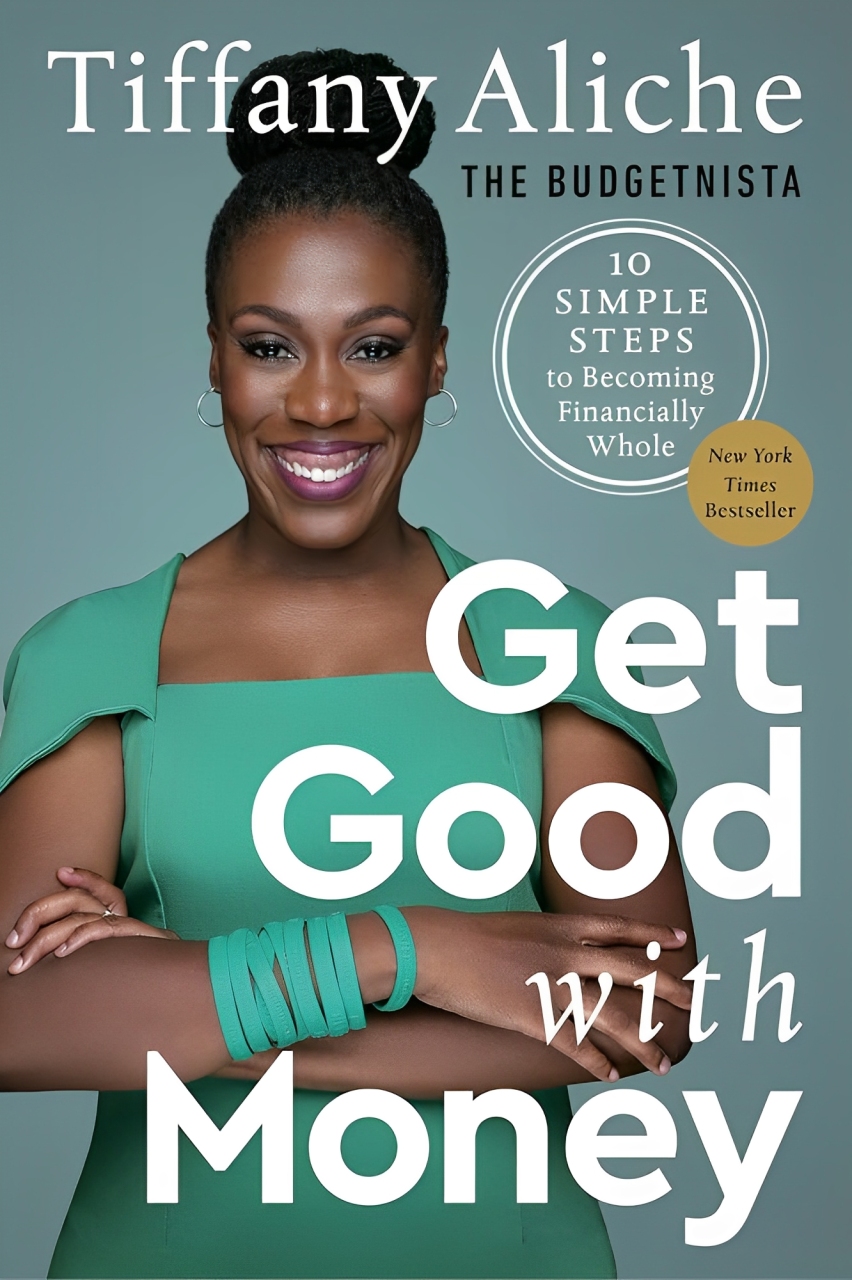 Tiffany Aliche
THE BUDGETNISTA
10
SIMPLE
STEPS
to Becoming
Financially
Whole
New York
Times
Bestseller
Get
Good
with
Money